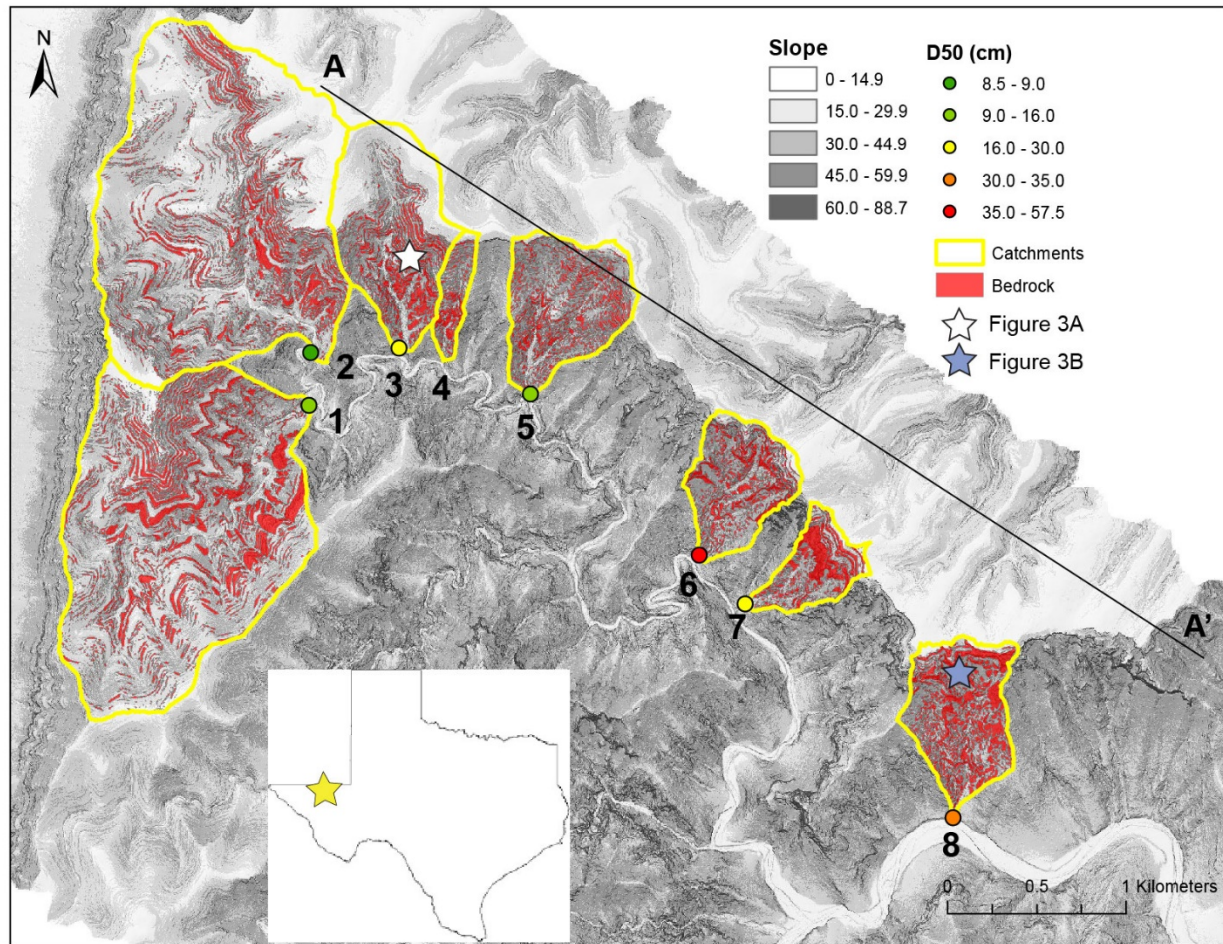 N
A
Slope
0 - 14.9
15.0 - 29.9
30.0 - 44.9
45.0 - 59.9
60.0 - 88.7
D50 (cm)
8.5 - 9.0
9.0 - 16.0
16.0 - 30.0
30.0 - 35.0
35.0 - 57.5
Catchments
Bedrock
Figure 3A
Figure 3B
2
3
4
1
5
6
7
A'
8
0 0.5 1 Kilometers